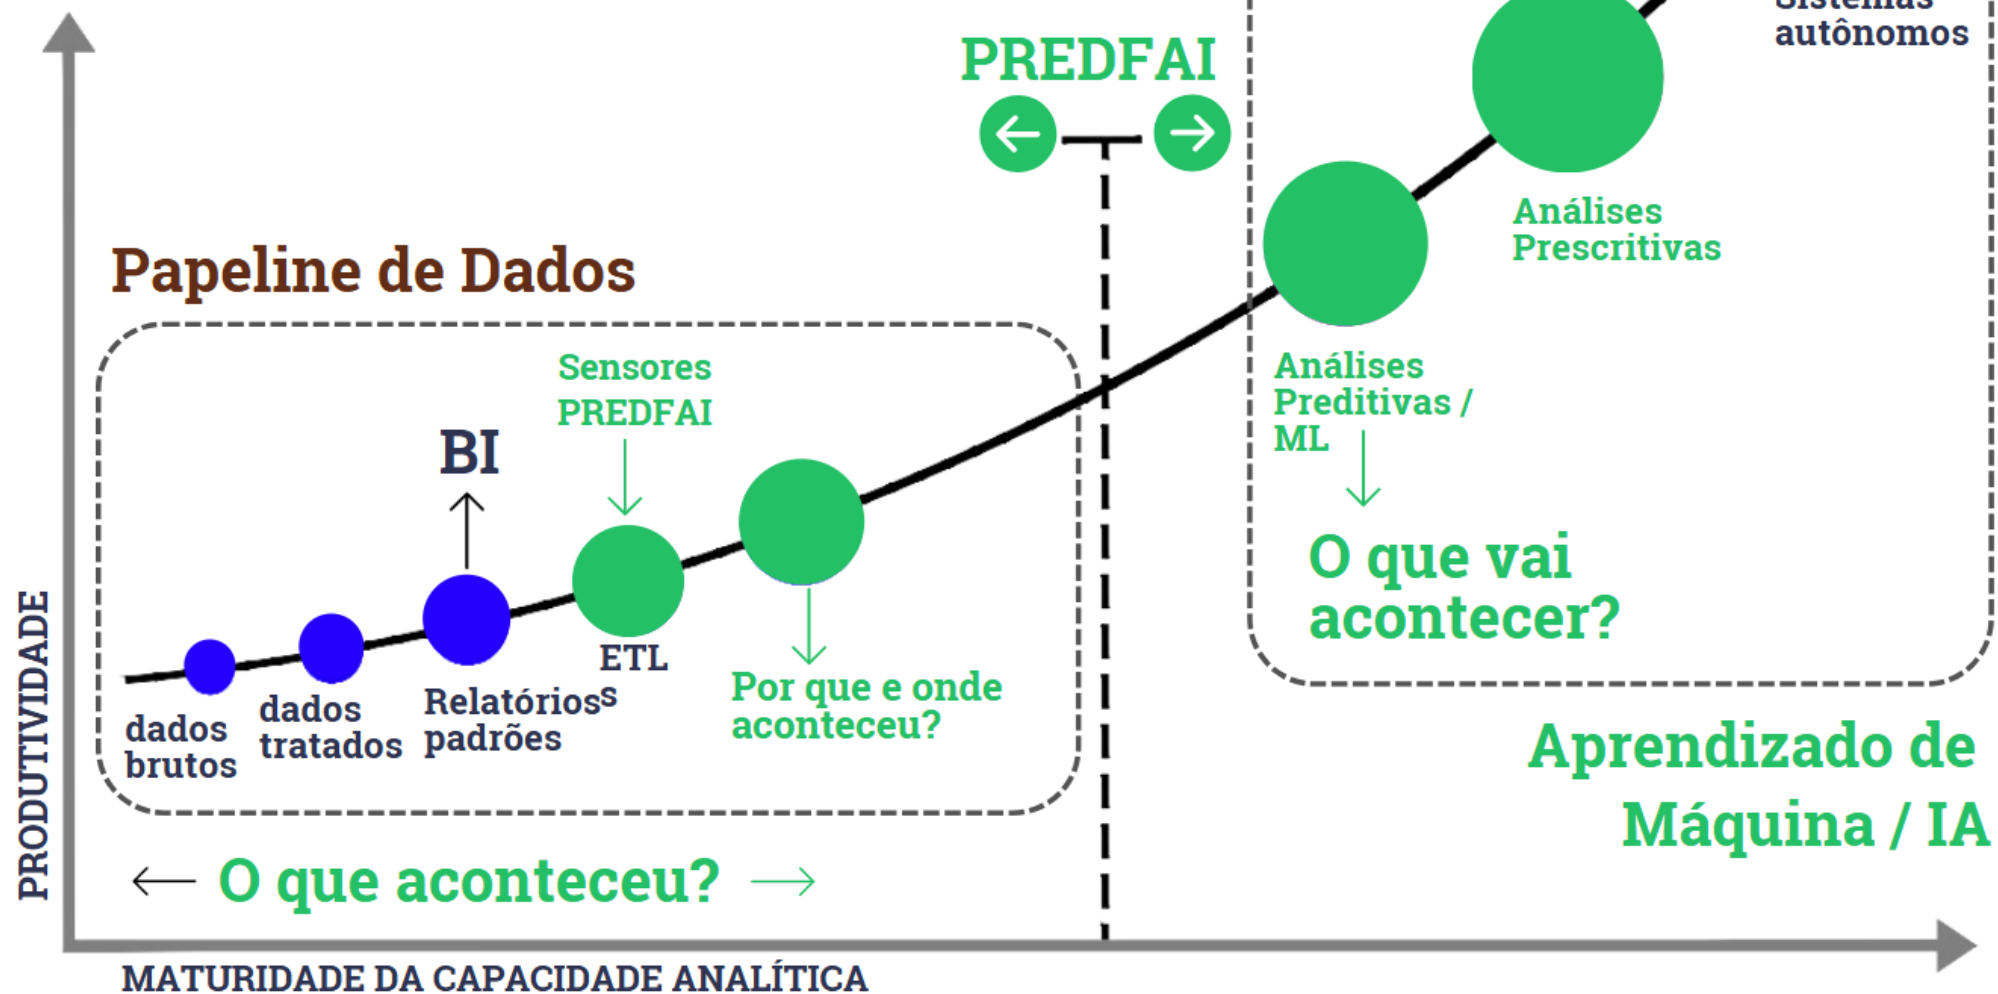 Sistemas
autônomos
PREDFAI
Análises
Prescritivas
Papeline de Dados
Sensores
PREDFAI
Análises
Preditivas /
ML
BI
O que vai
acontecer?
ETL
Por que e onde
aconteceu?
Relatórioss
padrões
dados
tratados
dados
brutos
Aprendizado de
Máquina / IA
O que aconteceu?
PRODUTIVIDADE
MATURIDADE DA CAPACIDADE ANALÍTICA